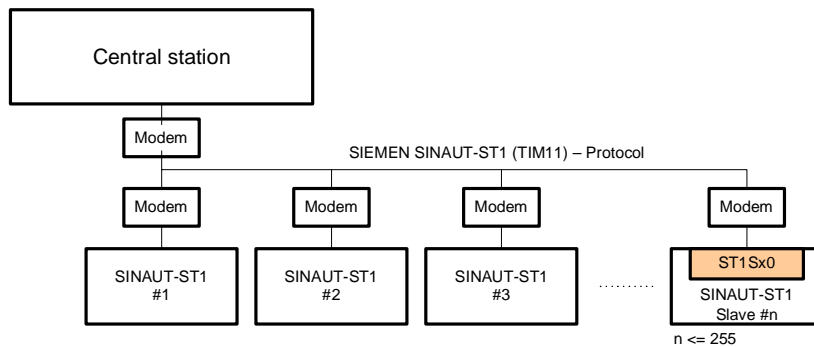 Central station
Modem
SIEMEN SINAUT-ST1 (TIM11) – Protocol
Modem
Modem
Modem
Modem
SINAUT-ST1
#1
SINAUT-ST1
#2
SINAUT-ST1
#3
..........
ST1Sx0
SINAUT-ST1
Slave #n
n <= 255